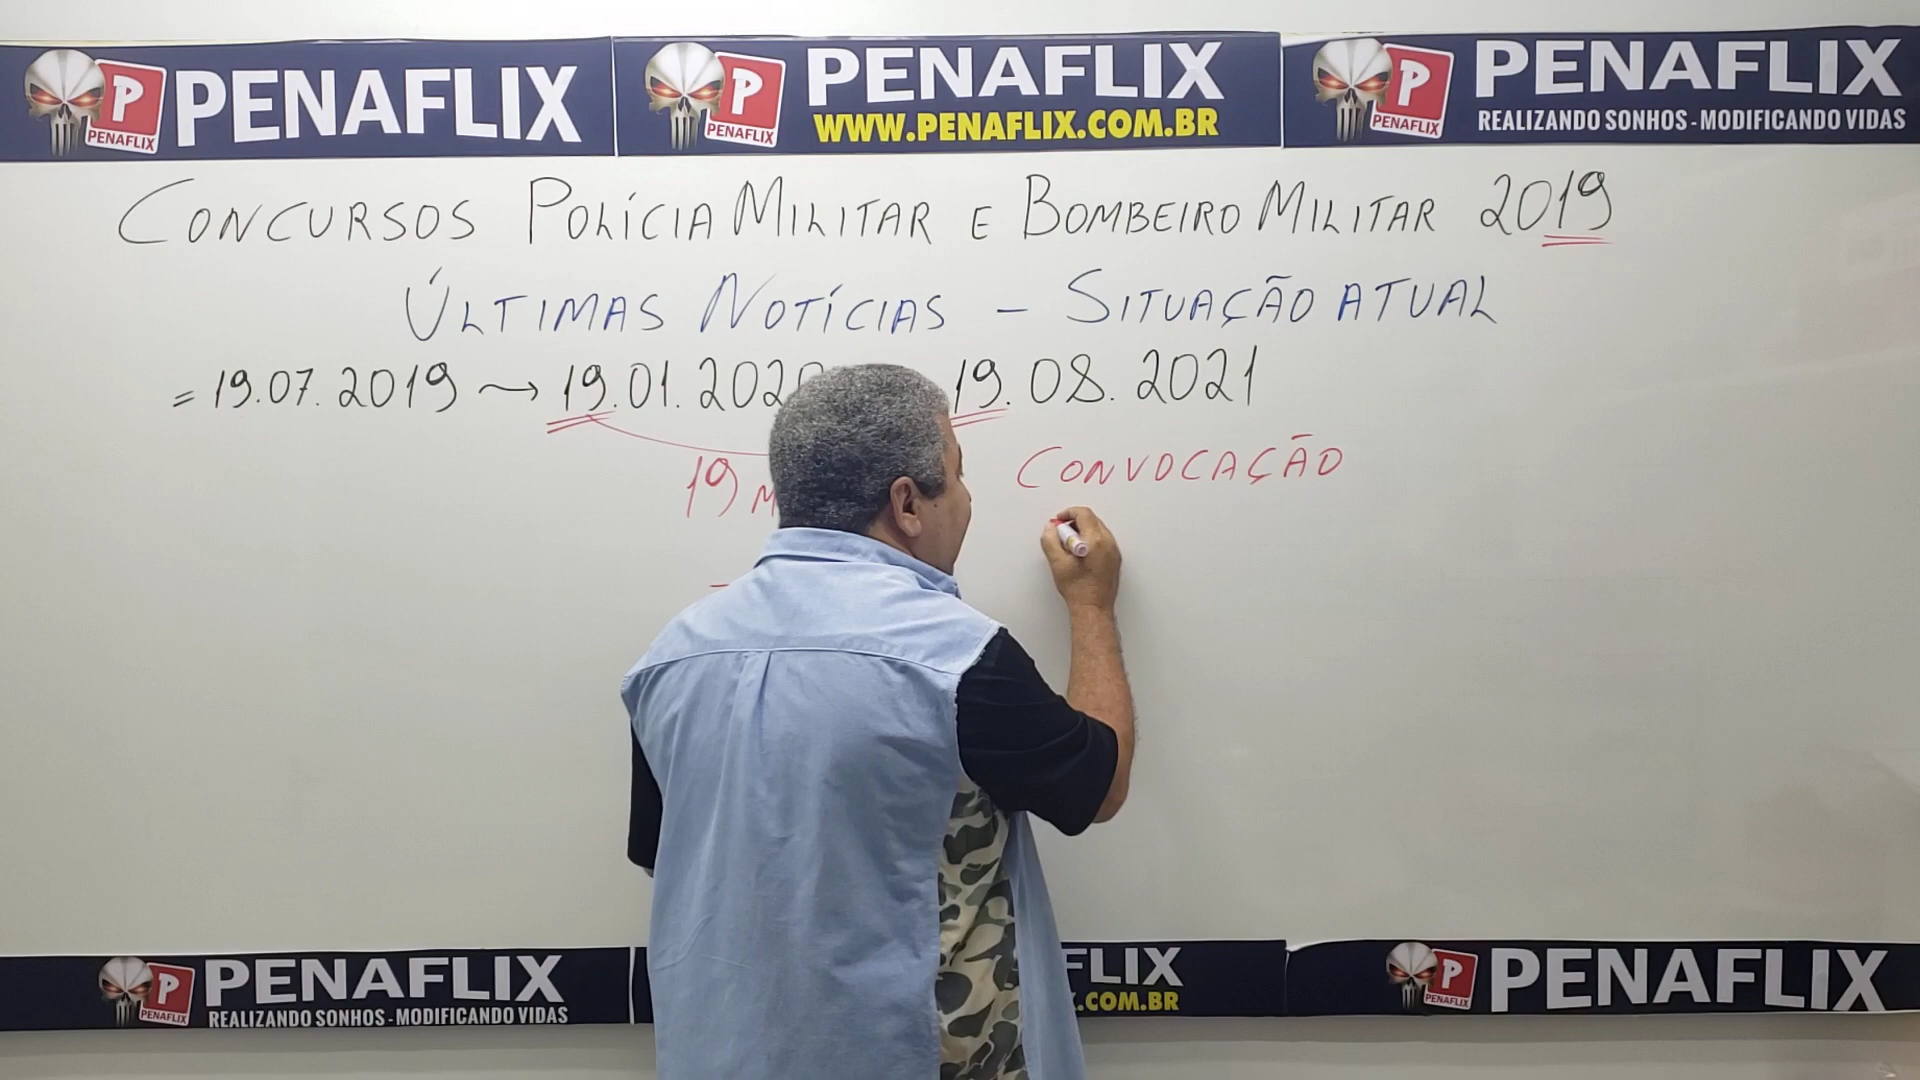 P PENAFLIX PENAFLIX
P PENAFLIX PENAFLIX
WWW.PENAFLIX.COM.BR
P PENAFLIX PENAFLIX
REALIZANDO SONHOS - MODIFICANDO VIDAS
CONCURSOS POLÍCIA MILITAR E BOMBEIRO MILITAR 2019
ÚLTIMAS NOTÍCIAS - SITUAÇÃO ATUAL
= 19.07.2019 → 19.01.2020 19.08.2021
19 M
CONVOCAÇÃO
P PENAFLIX PENAFLIX
REALIZANDO SONHOS - MODIFICANDO VIDAS
FLIX
.COM.BR
P PENAFLIX PENAFLIX